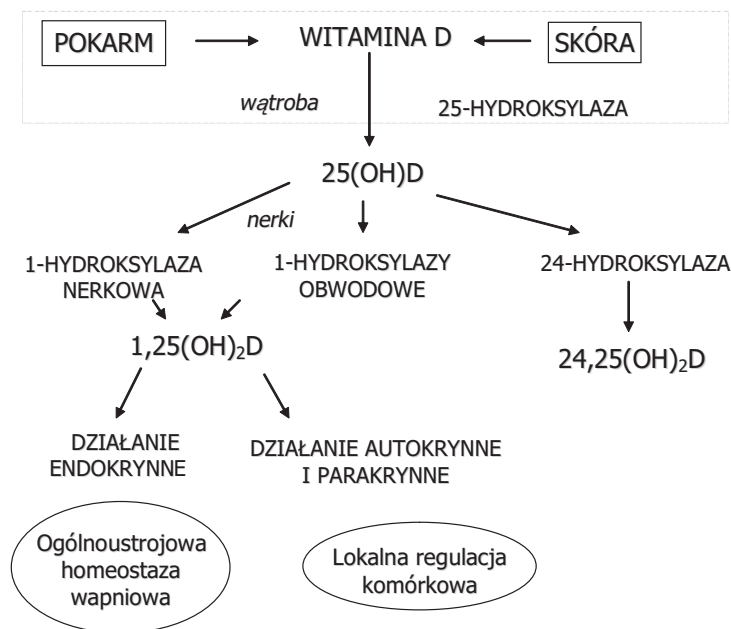 POKARM
WITAMINA D
SKÓRA
wątroba
25-HYDROKSYLAZA
25(OH)D
nerki
1-HYDROKSYLAZA
NERKOWA
1-HYDROKSYLAZY
OBWODOWE
24-HYDROKSYLAZA
1,25(OH)₂D
24,25(OH)₂D
DZIAŁANIE
ENDOKRYNNE
DZIAŁANIE AUTOKRYNNE
I PARAKRYNNE
Ogólnoustrojowa
homeostaza
wapniowa
Lokalna regulacja
komórkowa